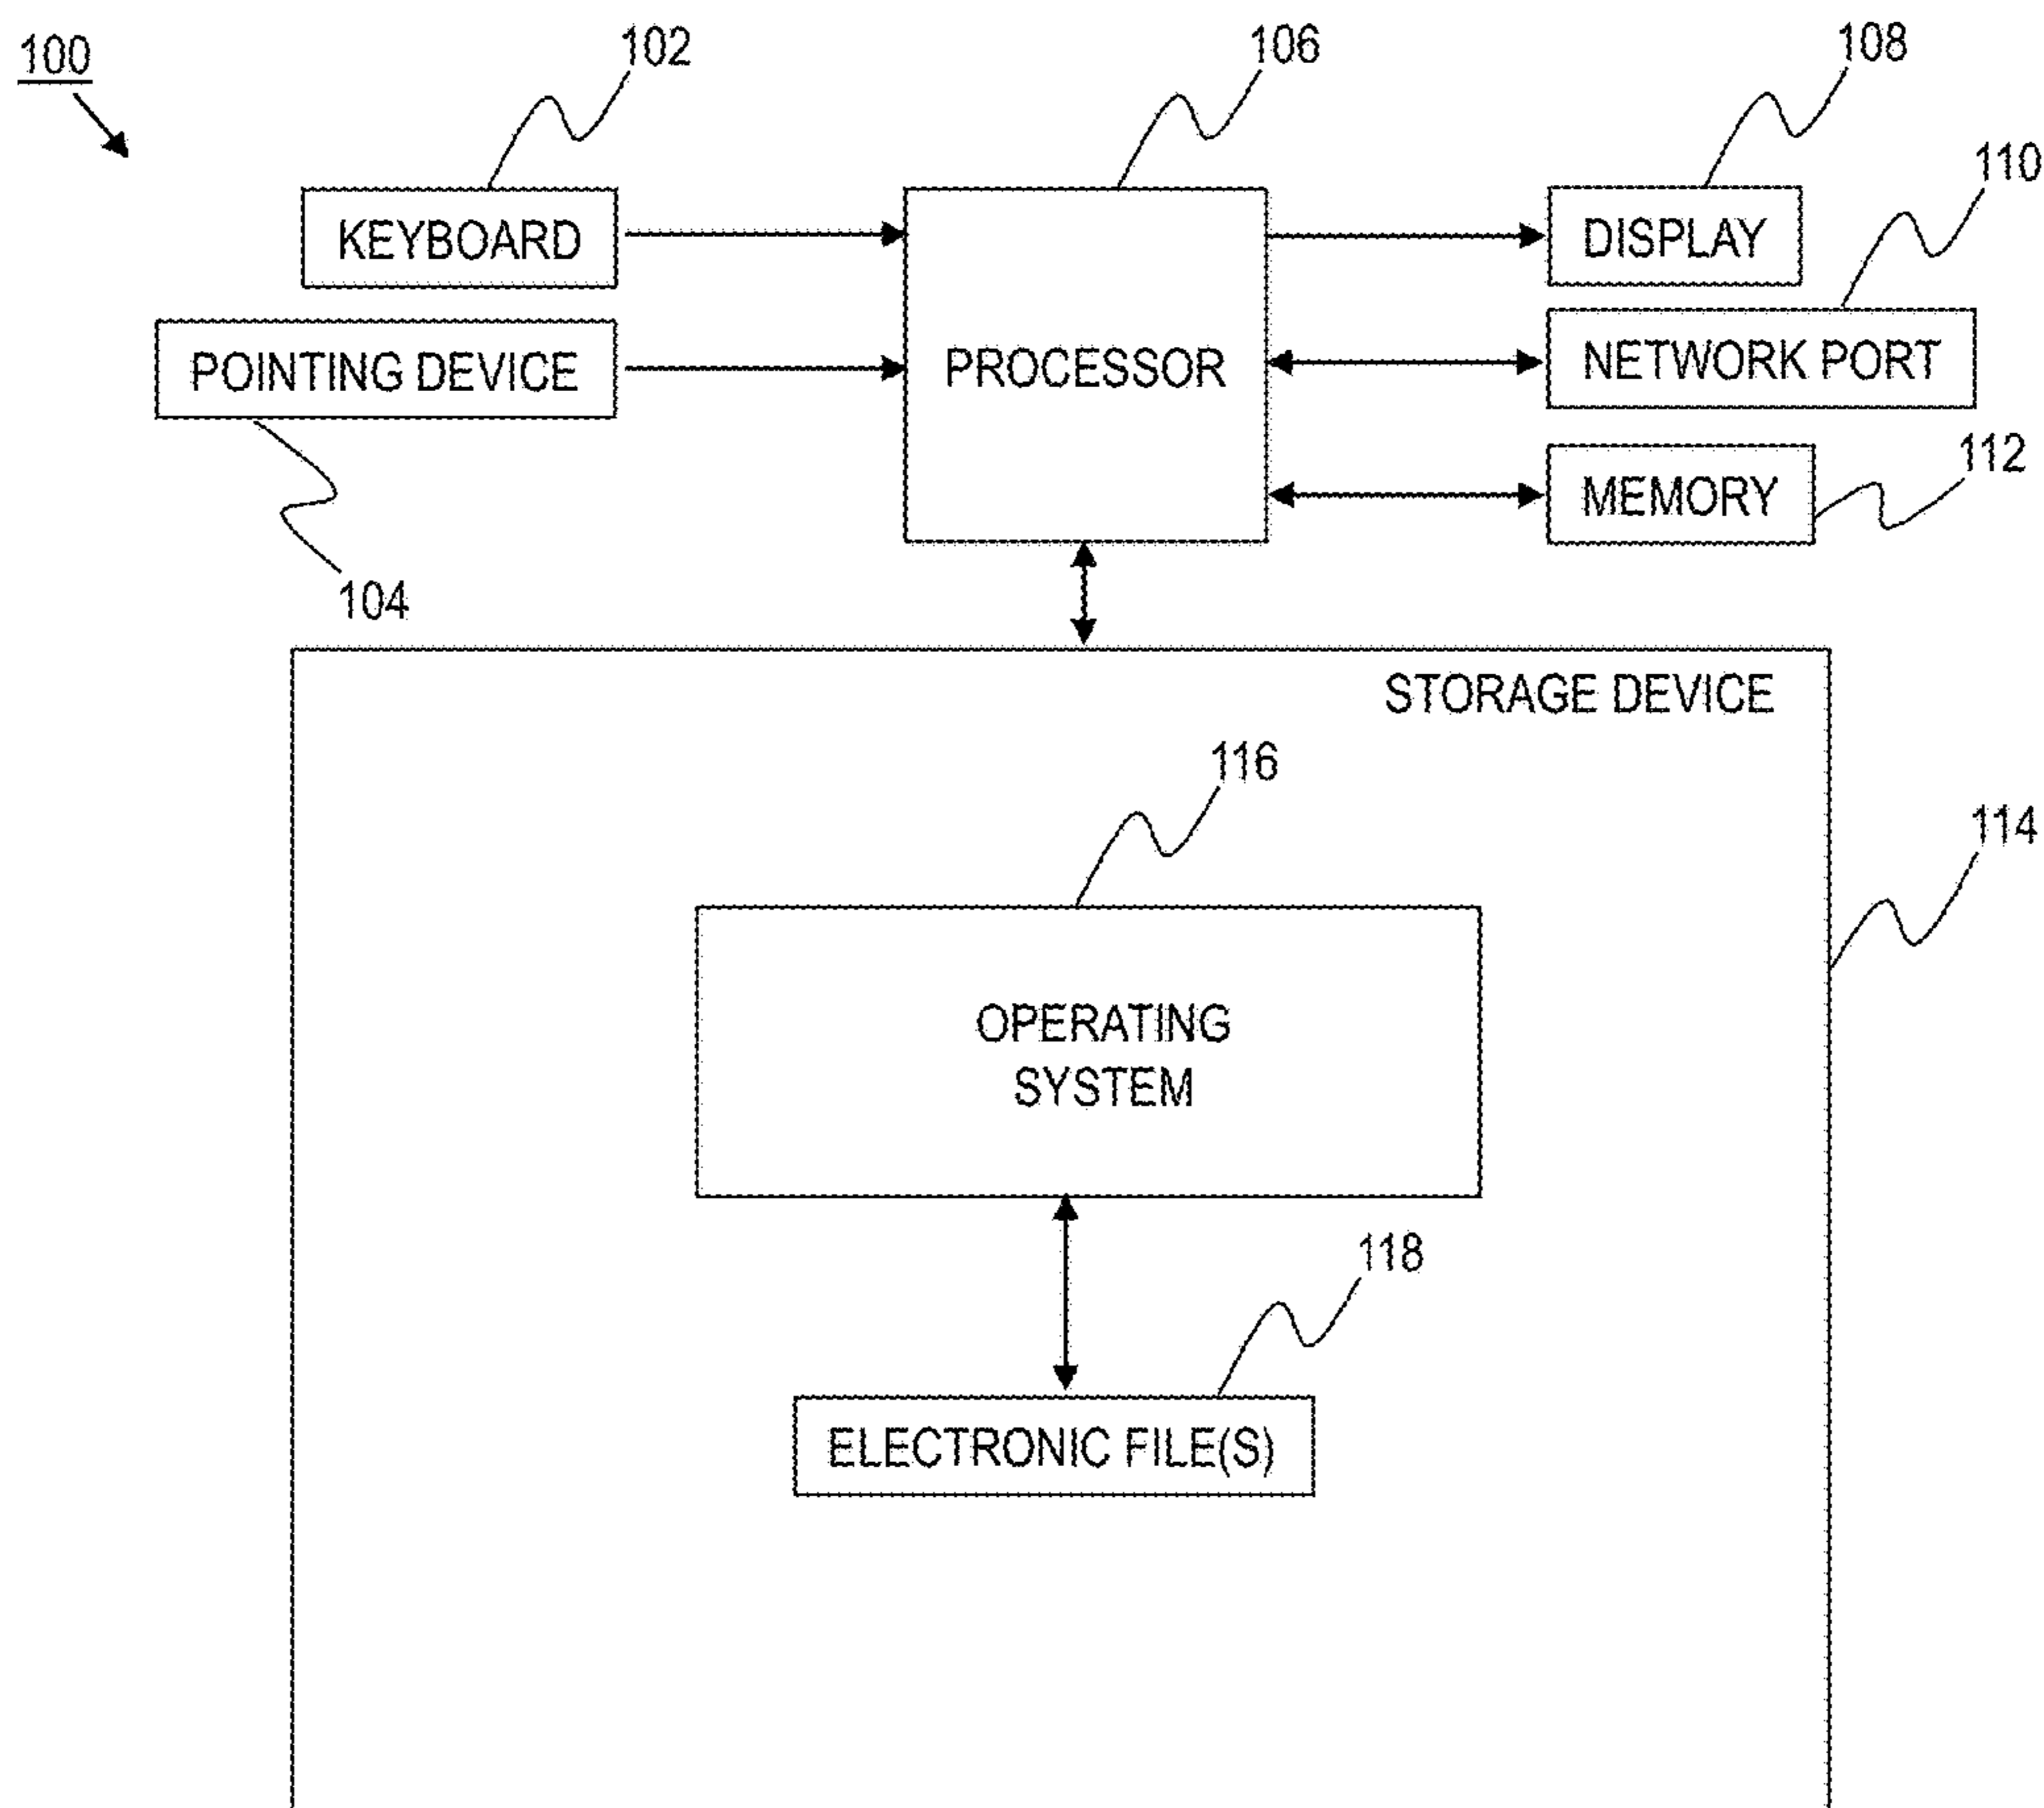 100
102
106
108
110
KEYBOARD
DISPLAY
POINTING DEVICE
PROCESSOR
NETWORK PORT
112
MEMORY
104
STORAGE DEVICE
116
114
OPERATING
SYSTEM
118
ELECTRONIC FILE(S)